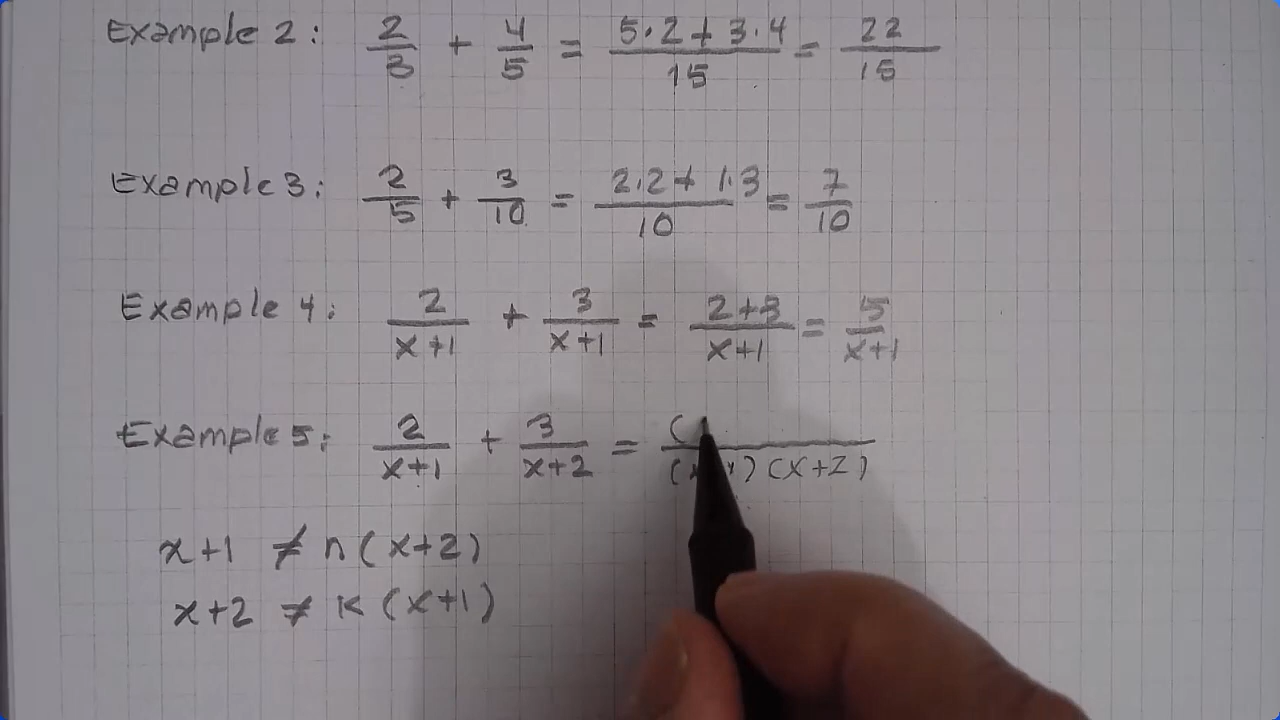 Example 2: 2/3 + 4/5 = (5·2+3·4)/15 = 22/15
Example 3: 2/5 + 3/10 = (2·2+1·3)/10 = 7/10
Example 4: 2/(x+1) + 3/(x+1) = (2+3)/(x+1) = 5/(x+1)
Example 5: 2/(x+1) + 3/(x+2) = (/( ) (x+2)
x+1 ≠ n(x+2)
x+2 ≠ k(x+1)